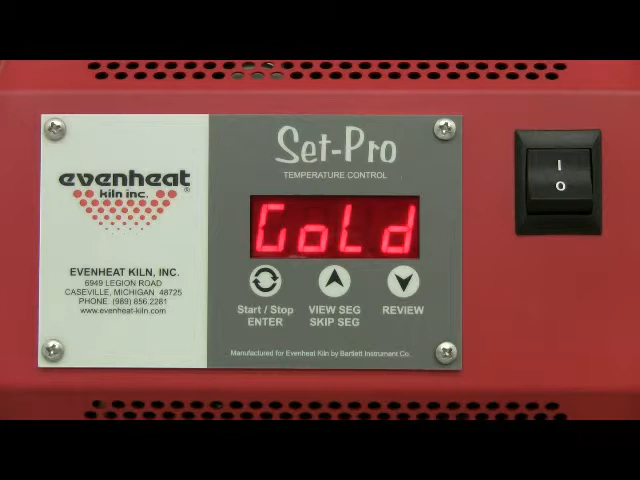 evenheat®
kiln inc.
EVENHEAT KILN, INC.
6949 LEGION ROAD
CASEVILLE, MICHIGAN 48725
PHONE: (989) 856.2281
www.evenheat-kiln.com
Set-Pro
TEMPERATURE CONTROL
GoLd
Start / Stop
ENTER
VIEW SEG
SKIP SEG
REVIEW
Manufactured for Evenheat Kiln by Bartlett Instrument Co.
I
O